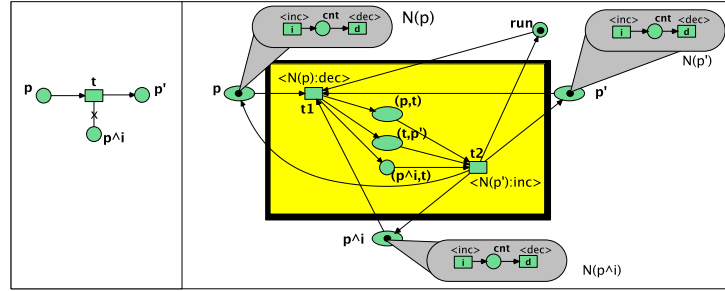 <inc> cnt <dec>
i d
N(p)
run
<inc> cnt <dec>
i d
N(p')
p t p'
x
p^i
p
<N(p):dec>
t1
(p,t)
(t,p')
(p^i,t)
t2
<N(p'):inc>
p'
p^i
<inc> cnt <dec>
i d
N(p^i)